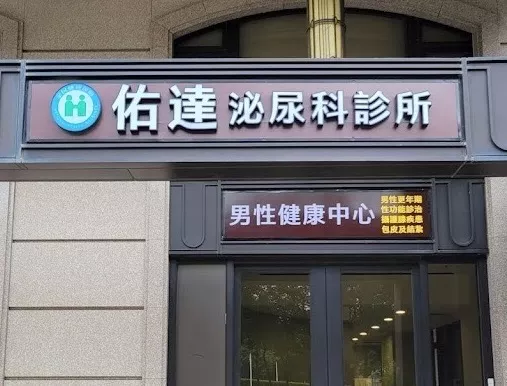 佑達泌尿科診所
男性健康中心
男性更年期
性功能診治
攝護腺疾患
包皮及結紮